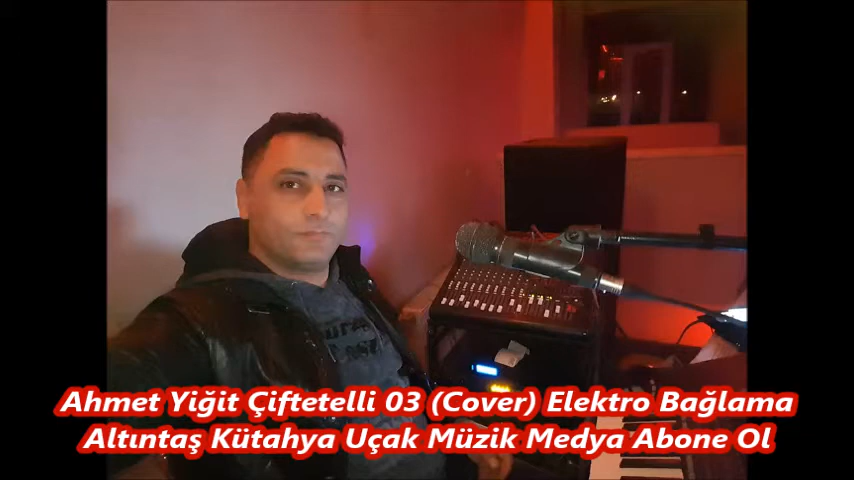 Ahmet Yiğit Çiftetelli 03 (Cover) Elektro Bağlama
Altıntaş Kütahya Uçak Müzik Medya Abone Ol